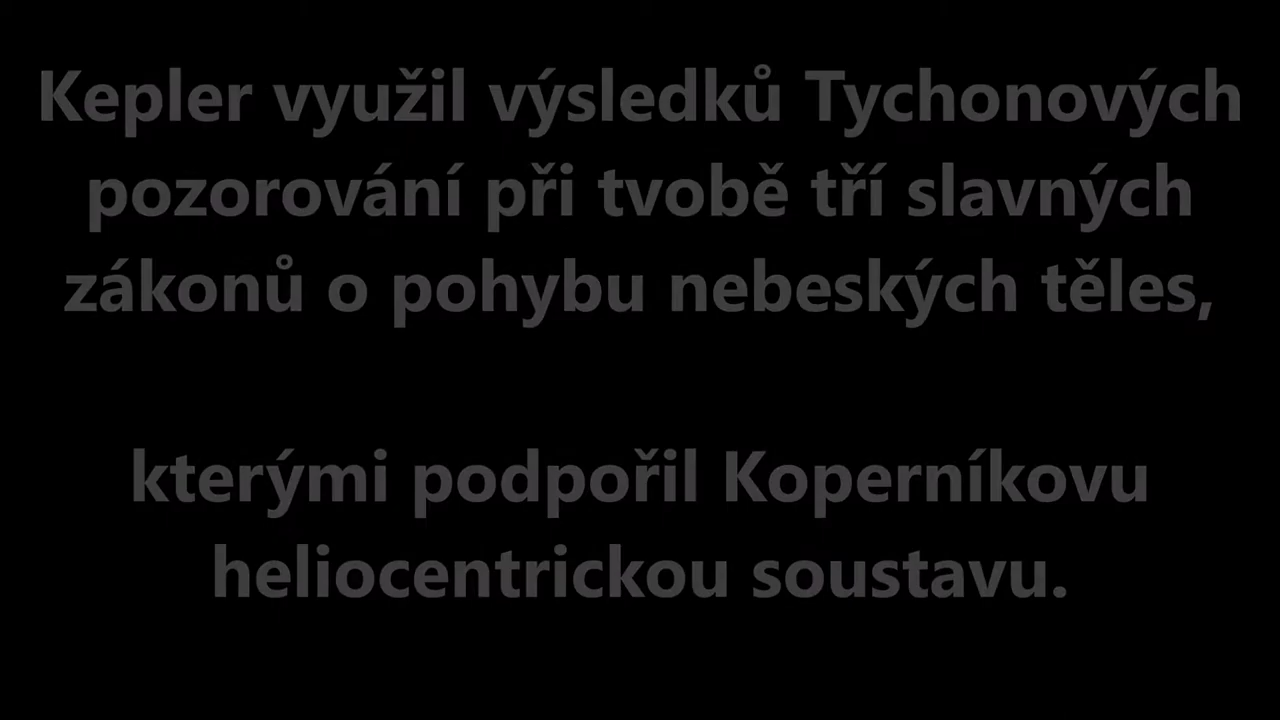 Kepler využil výsledků Tychonových
pozorování při tvobě tří slavných
zákonů o pohybu nebeských těles,
kterými podpořil Koperníkovu
heliocentrickou soustavu.